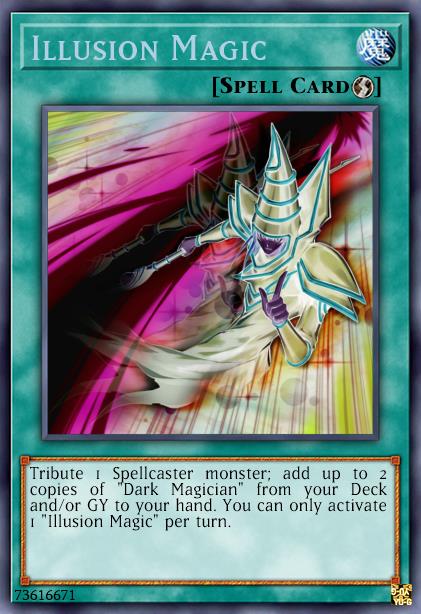 Illusion Magic
[Spell Card]
Tribute 1 Spellcaster monster; add up to 2
copies of "Dark Magician" from your Deck
and/or GY to your hand. You can only activate
1 "Illusion Magic" per turn.
73616671